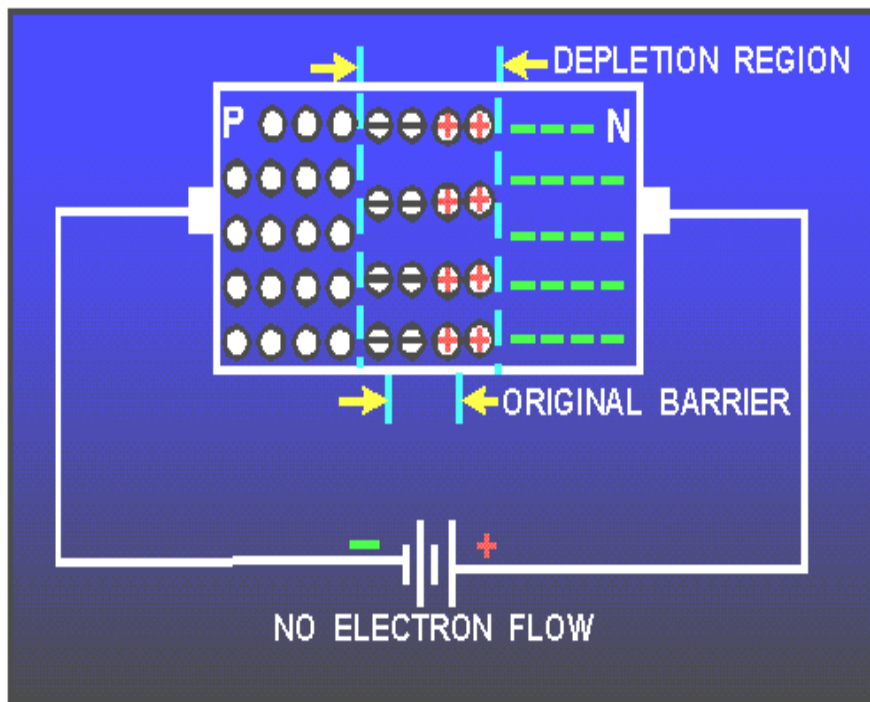 DEPLETION REGION
P
N
ORIGINAL BARRIER
− +
NO ELECTRON FLOW